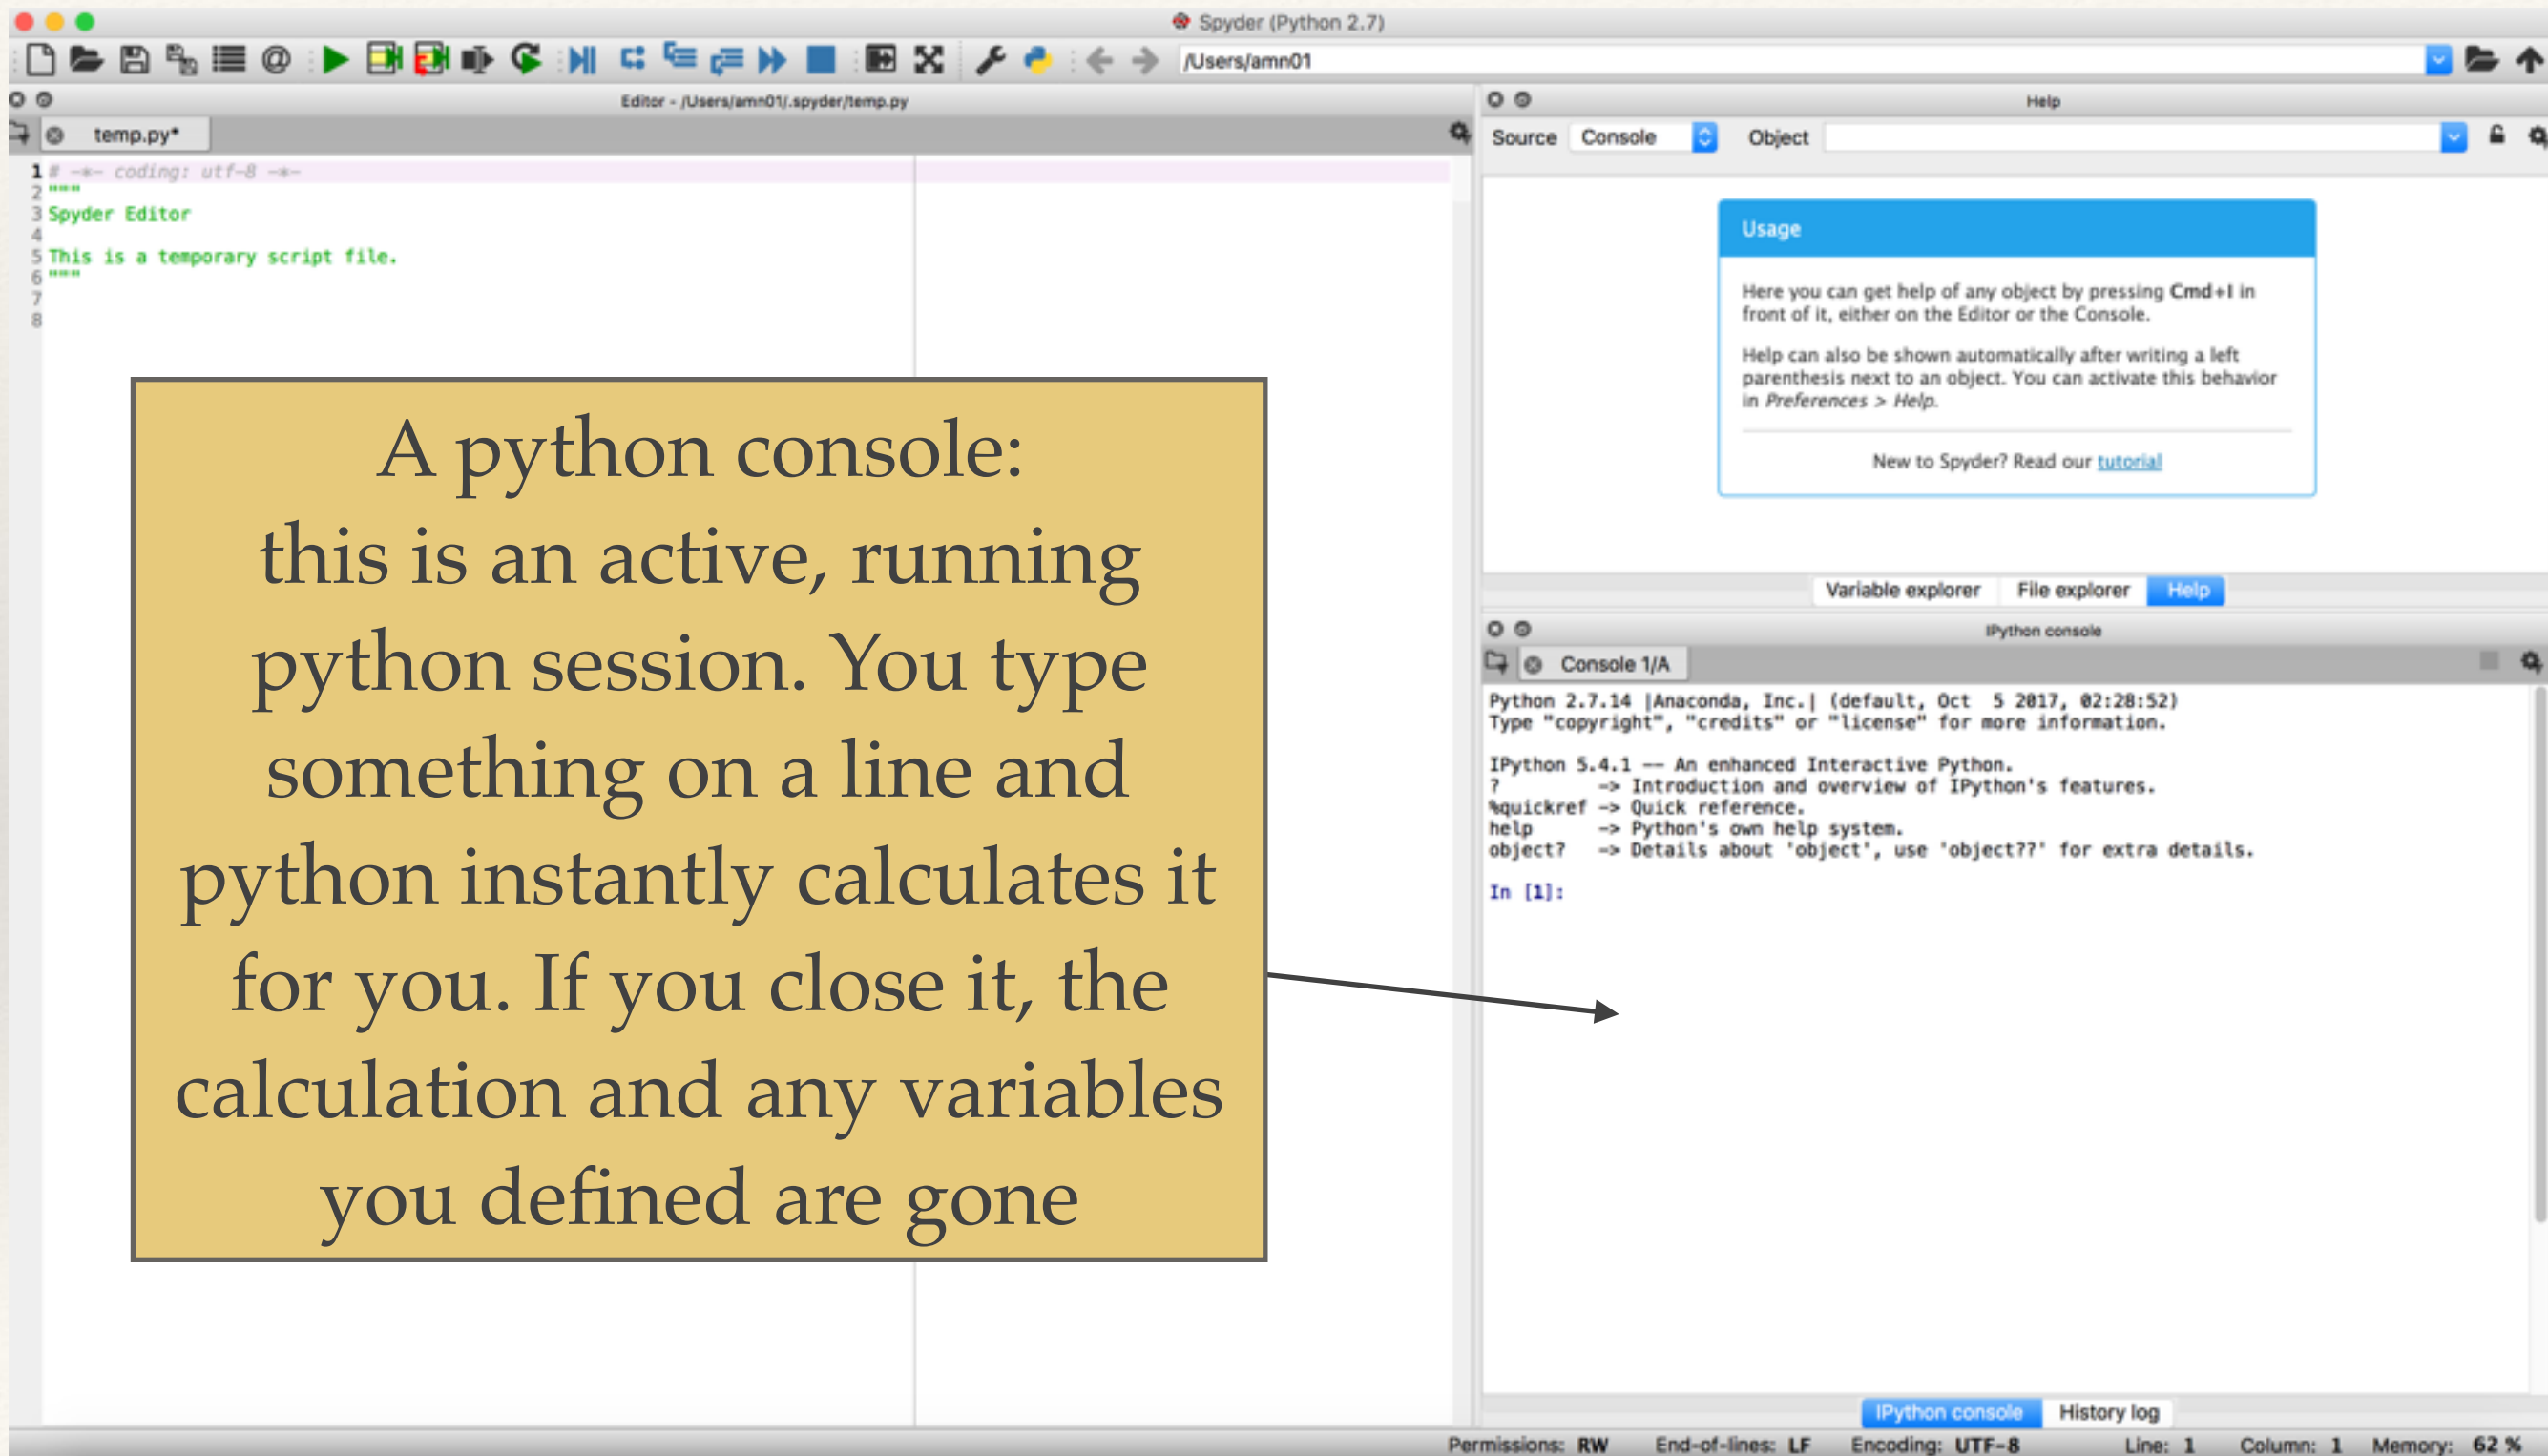 Spyder (Python 2.7)
/Users/amn01
Editor - /Users/amn01/.spyder/temp.py
temp.py*
1 # -*- coding: utf-8 -*-
2 """
3 Spyder Editor
4
5 This is a temporary script file.
6 """
7
8
A python console:
this is an active, running
python session. You type
something on a line and
python instantly calculates it
for you. If you close it, the
calculation and any variables
you defined are gone
Help
Source Console Object
Usage
Here you can get help of any object by pressing Cmd+I in
front of it, either on the Editor or the Console.
Help can also be shown automatically after writing a left
parenthesis next to an object. You can activate this behavior
in Preferences > Help.
New to Spyder? Read our tutorial
Variable explorer File explorer Help
IPython console
Console 1/A
Python 2.7.14 |Anaconda, Inc.| (default, Oct  5 2017, 02:28:52)
Type "copyright", "credits" or "license" for more information.
IPython 5.4.1 -- An enhanced Interactive Python.
?         -> Introduction and overview of IPython's features.
%quickref -> Quick reference.
help      -> Python's own help system.
object?   -> Details about 'object', use 'object??' for extra details.
In [1]:
IPython console History log
Permissions: RW End-of-lines: LF Encoding: UTF-8 Line: 1 Column: 1 Memory: 62 %